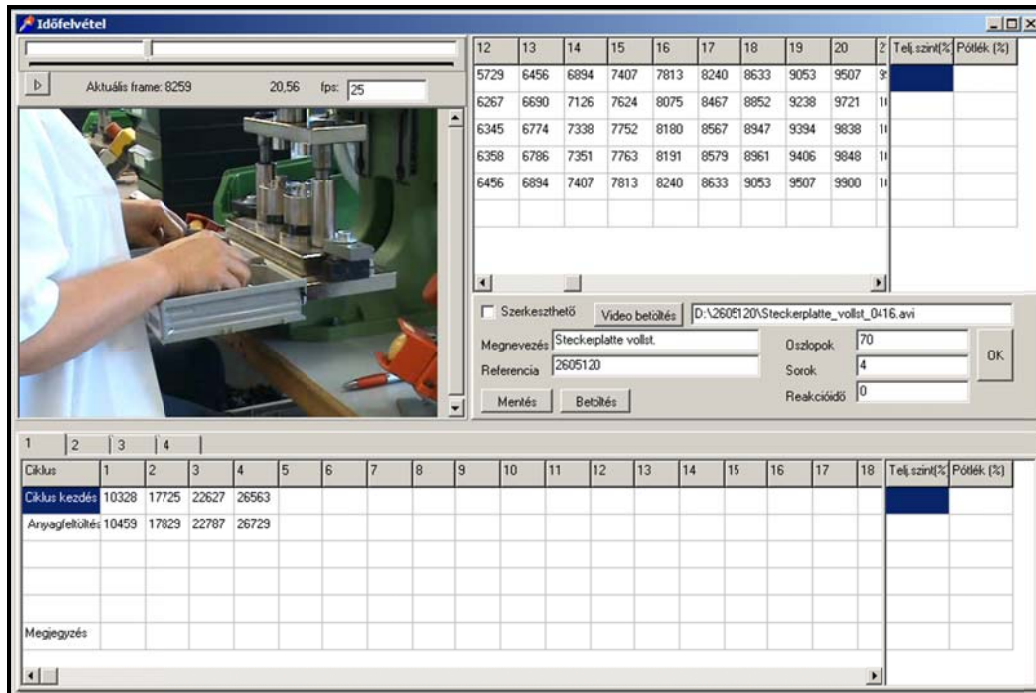 Időfelvétel
Aktuális frame: 8259 20,56 fps: 25
12 13 14 15 16 17 18 19 20 Telj.szint(%) Pótlék (%)
5729 6456 6894 7407 7813 8240 8633 9053 9507
6267 6690 7126 7624 8075 8467 8852 9238 9721
6345 6774 7338 7752 8180 8567 8947 9394 9838
6358 6786 7351 7763 8191 8579 8961 9406 9848
6456 6894 7407 7813 8240 8633 9053 9507 9900
Szerkeszthető Video betöltés D:\2605120\Steckerplatte_vollst_0416.avi
Megnevezés Steckerplatte vollst. Oszlopok 70 OK
Referencia 2605120 Sorok 4
Mentés Betöltés Reakcióidő 0
1 2 3 4
Ciklus 1 2 3 4 5 6 7 8 9 10 11 12 13 14 15 16 17 18 Telj.szint(% Pótlék (%)
Ciklus kezdés 10328 17725 22627 26563
Anyagfeltöltés 10459 17829 22787 26729
Megjegyzés